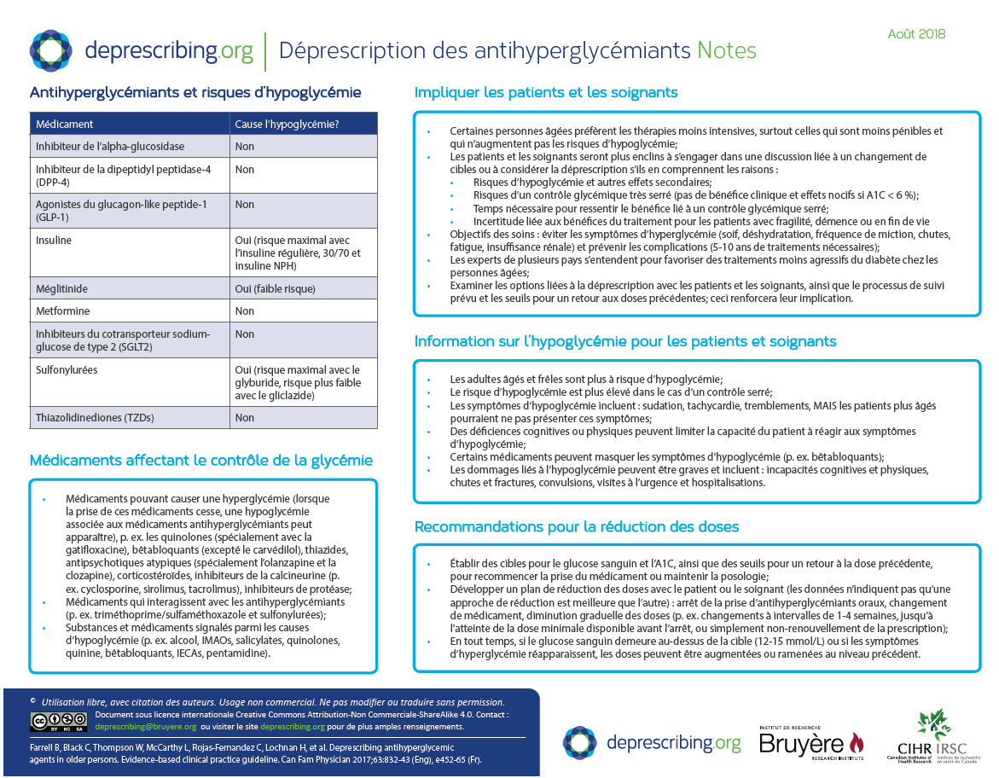 deprescribing.org
Déprescription des antihyperglycémiants Notes
Août 2018
Antihyperglycémiants et risques d'hypoglycémie
Médicament
Cause l'hypoglycémie?
Inhibiteur de l'alpha-glucosidase
Non
Inhibiteur de la dipeptidyl peptidase-4
(DPP-4)
Non
Agonistes du glucagon-like peptide-1
(GLP-1)
Non
Insuline
Oui (risque maximal avec
l'insuline régulière, 30/70 et
insuline NPH)
Méglitinide
Oui (faible risque)
Metformine
Non
Inhibiteurs du cotransporteur sodium-
glucose de type 2 (SGLT2)
Non
Sulfonylurées
Oui (risque maximal avec le
glyburide, risque plus faible
avec le gliclazide)
Thiazolidinediones (TZDs)
Non
Médicaments affectant le contrôle de la glycémie
• Médicaments pouvant causer une hyperglycémie (lorsque
la prise de ces médicaments cesse, une hypoglycémie
associée aux médicaments antihyperglycémiants peut
apparaître), p. ex. les quinolones (spécialement avec la
gatifloxacine), bêtabloquants (excepté le carvédilol), thiazides,
antipsychotiques atypiques (spécialement l'olanzapine et la
clozapine), corticostéroïdes, inhibiteurs de la calcineurine (p.
ex. cyclosporine, sirolimus, tacrolimus), inhibiteurs de protéase;
• Médicaments qui interagissent avec les antihyperglycémiants
(p. ex. triméthoprime/sulfaméthoxazole et sulfonylurées);
• Substances et médicaments signalés parmi les causes
d'hypoglycémie (p. ex. alcool, IMAOs, salicylates, quinolones,
quinine, bêtabloquants, IECAs, pentamidine).
Impliquer les patients et les soignants
• Certaines personnes âgées préfèrent les thérapies moins intensives, surtout celles qui sont moins pénibles et
qui n'augmentent pas les risques d'hypoglycémie;
• Les patients et les soignants seront plus enclins à s'engager dans une discussion liée à un changement de
cibles ou à considérer la déprescription s'ils en comprennent les raisons :
• Risques d'hypoglycémie et autres effets secondaires;
• Risques d'un contrôle glycémique très serré (pas de bénéfice clinique et effets nocifs si A1C < 6 %);
• Temps nécessaire pour ressentir le bénéfice lié à un contrôle glycémique serré;
• Incertitude liée aux bénéfices du traitement pour les patients avec fragilité, démence ou en fin de vie
• Objectifs des soins : éviter les symptômes d'hyperglycémie (soif, déshydratation, fréquence de miction, chutes,
fatigue, insuffisance rénale) et prévenir les complications (5-10 ans de traitements nécessaires);
• Les experts de plusieurs pays s'entendent pour favoriser des traitements moins agressifs du diabète chez les
personnes âgées;
• Examiner les options liées à la déprescription avec les patients et les soignants, ainsi que le processus de suivi
prévu et les seuils pour un retour aux doses précédentes; ceci renforcera leur implication.
Information sur l'hypoglycémie pour les patients et soignants
• Les adultes âgés et frêles sont plus à risque d'hypoglycémie;
• Le risque d'hypoglycémie est plus élevé dans le cas d'un contrôle serré;
• Les symptômes d'hypoglycémie incluent : sudation, tachycardie, tremblements, MAIS les patients plus âgés
pourraient ne pas présenter ces symptômes;
• Des déficiences cognitives ou physiques peuvent limiter la capacité du patient à réagir aux symptômes
d'hypoglycémie;
• Certains médicaments peuvent masquer les symptômes d'hypoglycémie (p. ex. bêtabloquants);
• Les dommages liés à l'hypoglycémie peuvent être graves et incluent : incapacités cognitives et physiques,
chutes et fractures, convulsions, visites à l'urgence et hospitalisations.
Recommandations pour la réduction des doses
• Établir des cibles pour le glucose sanguin et l'A1C, ainsi que des seuils pour un retour à la dose précédente,
pour recommencer la prise du médicament ou maintenir la posologie;
• Développer un plan de réduction des doses avec le patient ou le soignant (les données n'indiquent pas qu'une
approche de réduction est meilleure que l'autre) : arrêt de la prise d'antihyperglycémiants oraux, changement
de médicament, diminution graduelle des doses (p. ex. changements à intervalles de 1-4 semaines, jusqu'à
l'atteinte de la dose minimale disponible avant l'arrêt, ou simplement non-renouvellement de la prescription);
• En tout temps, si le glucose sanguin demeure au-dessus de la cible (12-15 mmol/L) ou si les symptômes
d'hyperglycémie réapparaissent, les doses peuvent être augmentées ou ramenées au niveau précédent.
© Utilisation libre, avec citation des auteurs. Usage non commercial. Ne pas modifier ou traduire sans permission.
cc BY NC SA
Document sous licence internationale Creative Commons Attribution-Non Commerciale-ShareAlike 4.0. Contact :
deprescribing@bruyere.org ou visiter le site deprescribing.org pour de plus amples renseignements.
Farrell B, Black C, Thompson W, McCarthy L, Rojas-Fernandez C, Lochnan H, et al. Deprescribing antihyperglycemic
agents in older persons. Evidence-based clinical practice guideline. Can Fam Physician 2017;63:832-43 (Eng), e452-65 (Fr).
deprescribing.org
INSTITUT DE RECHERCHE
Bruyère
RESEARCH INSTITUTE
CIHR IRSC
Canadian Institutes of
Health Research
Instituts de recherche
en santé du Canada